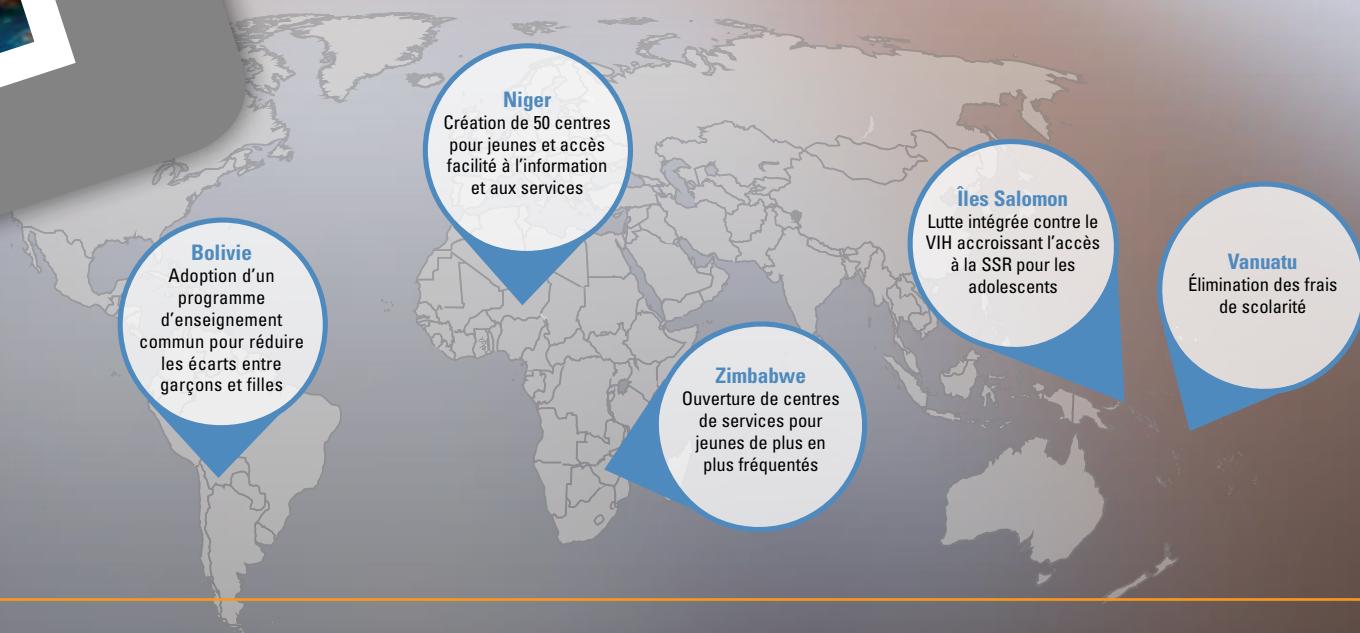 Niger
Création de 50 centres
pour jeunes et accès
facilité à l'information
et aux services
Bolivie
Adoption d'un
programme
d'enseignement
commun pour réduire
les écarts entre
garçons et filles
Zimbabwe
Ouverture de centres
de services pour
jeunes de plus en
plus fréquentés
Îles Salomon
Lutte intégrée contre le
VIH accroissant l'accès
à la SSR pour les
adolescents
Vanuatu
Élimination des frais
de scolarité